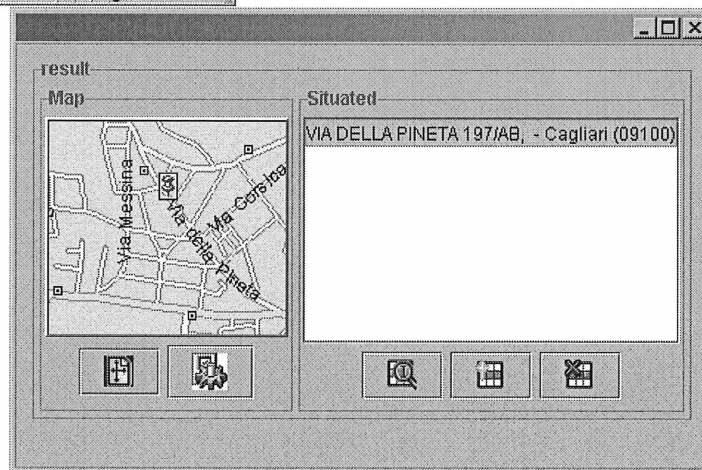 result
Map
Situated
VIA DELLA PINETA 197/AB, - Cagliari (09100)
Via Messina
Via Corsica
Via della Pineta